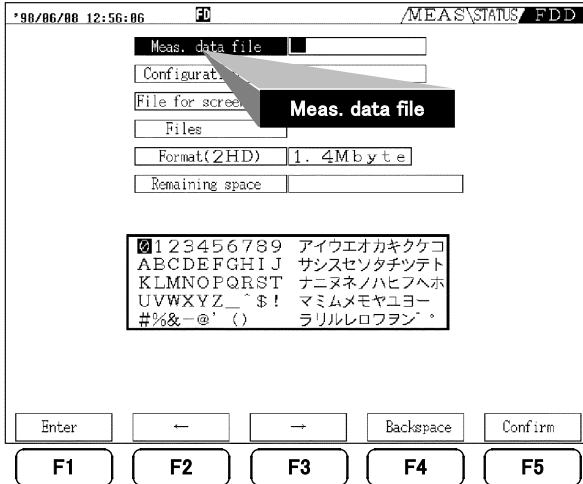 '98/06/08 12:56:06 FD MEAS STATUS FDD
Meas. data file
Configurat
File for scree
Meas. data file
Files
Format(2HD) 1. 4Mbyte
Remaining space
0123456789 アイウエオカキクケコ
ABCDEFGHIJ サシスセソタチツテト
KLMNOPQRST ナニヌネノハヒフヘホ
UVWXYZ_^$! マミムメモヤユヨー
#%&-@'() ラリルレロワヲン゛゜
Enter ← → Backspace Confirm
F1 F2 F3 F4 F5